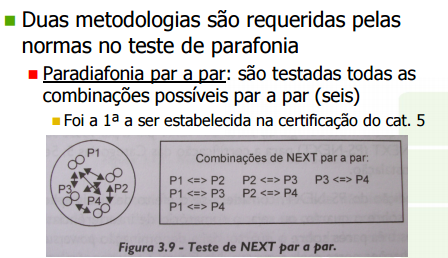 Duas metodologias são requeridas pelas
normas no teste de parafonia
Paradiafonia par a par: são testadas todas as
combinações possíveis par a par (seis)
Foi a 1ª a ser estabelecida na certificação do cat. 5
P1
P3
P2
P4
Combinações de NEXT par a par:
P1 <=> P2 P2 <=> P3 P3 <=> P4
P1 <=> P3 P2 <=> P4
P1 <=> P4
Figura 3.9 - Teste de NEXT par a par.